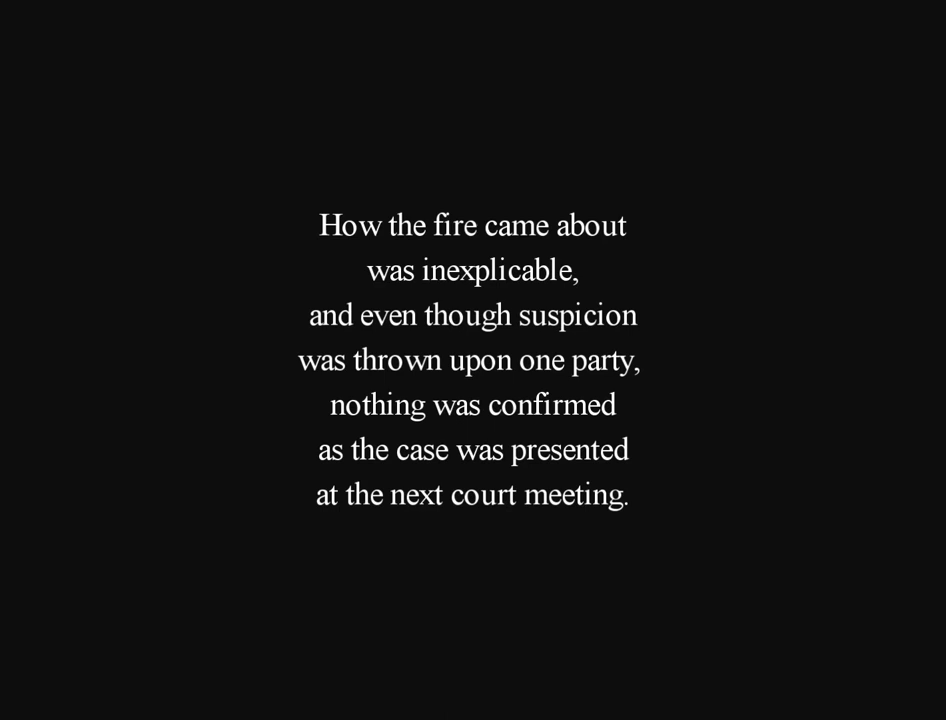 How the fire came about
was inexplicable,
and even though suspicion
was thrown upon one party,
nothing was confirmed
as the case was presented
at the next court meeting.